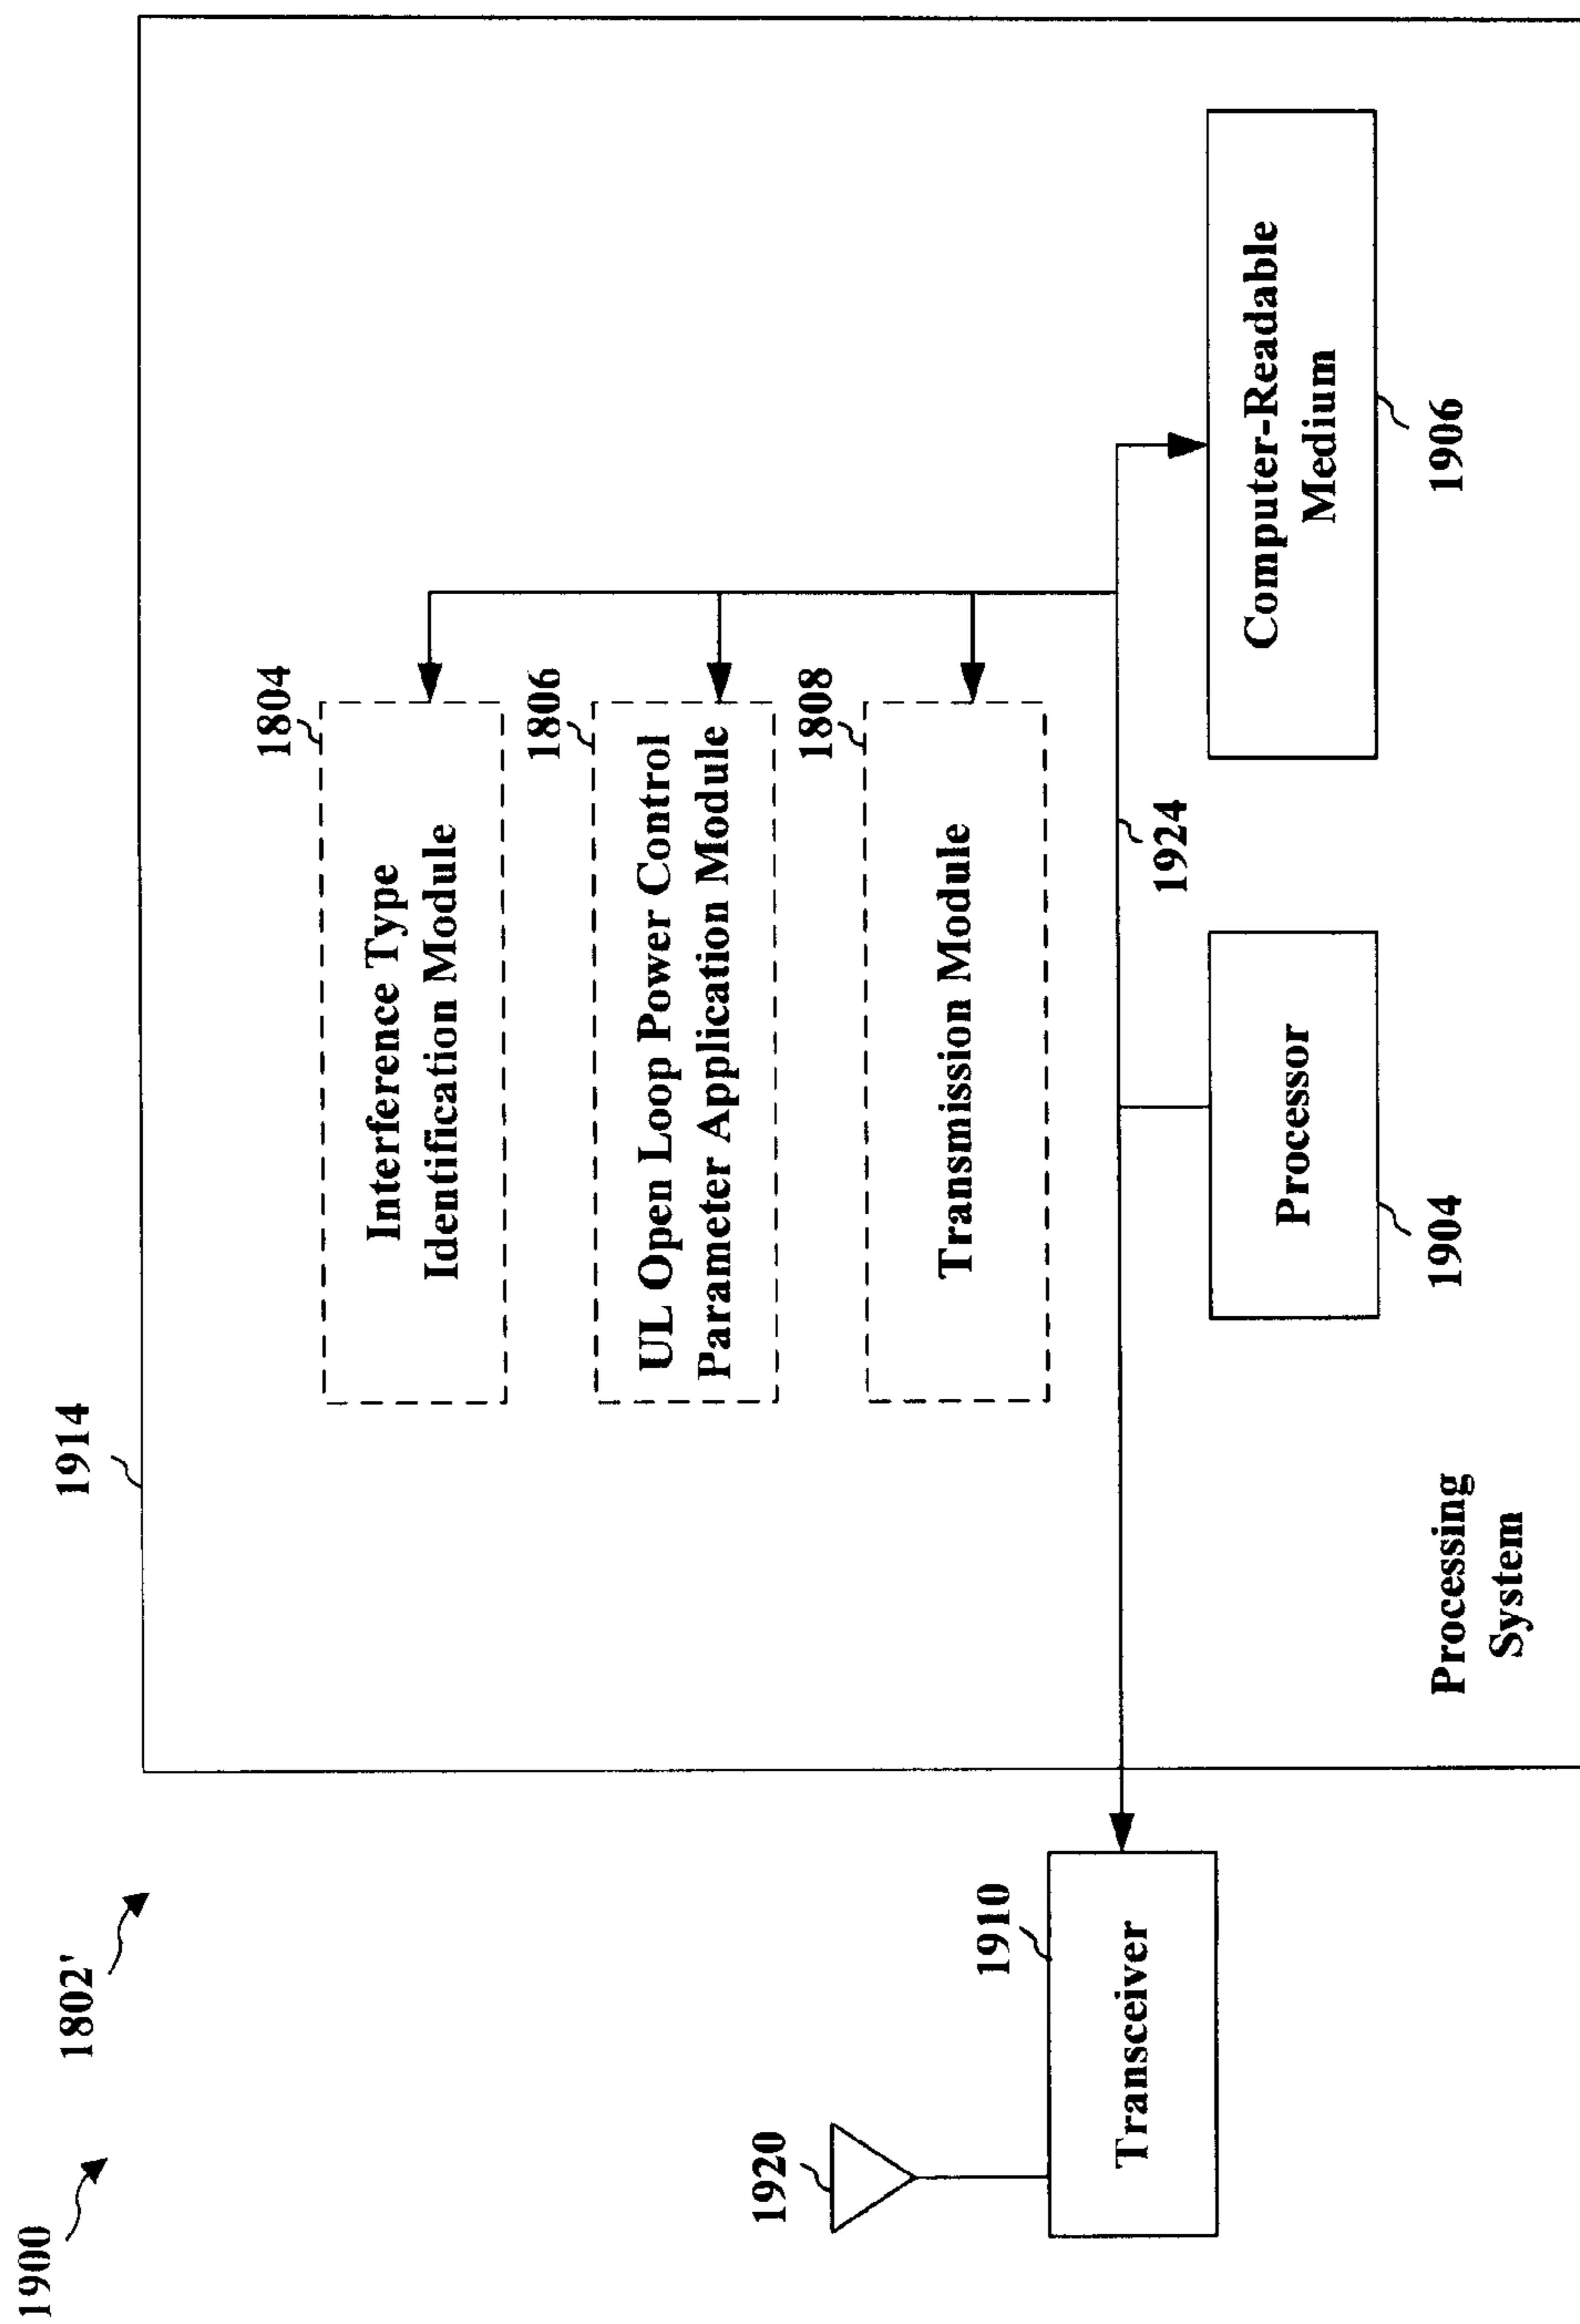 1900
1802'
1914
1804
Interference Type
Identification Module
1806
UL Open Loop Power Control
Parameter Application Module
1808
Transmission Module
1920
1910
Transceiver
1924
Processor
1904
Computer-Readable
Medium
1906
Processing
System